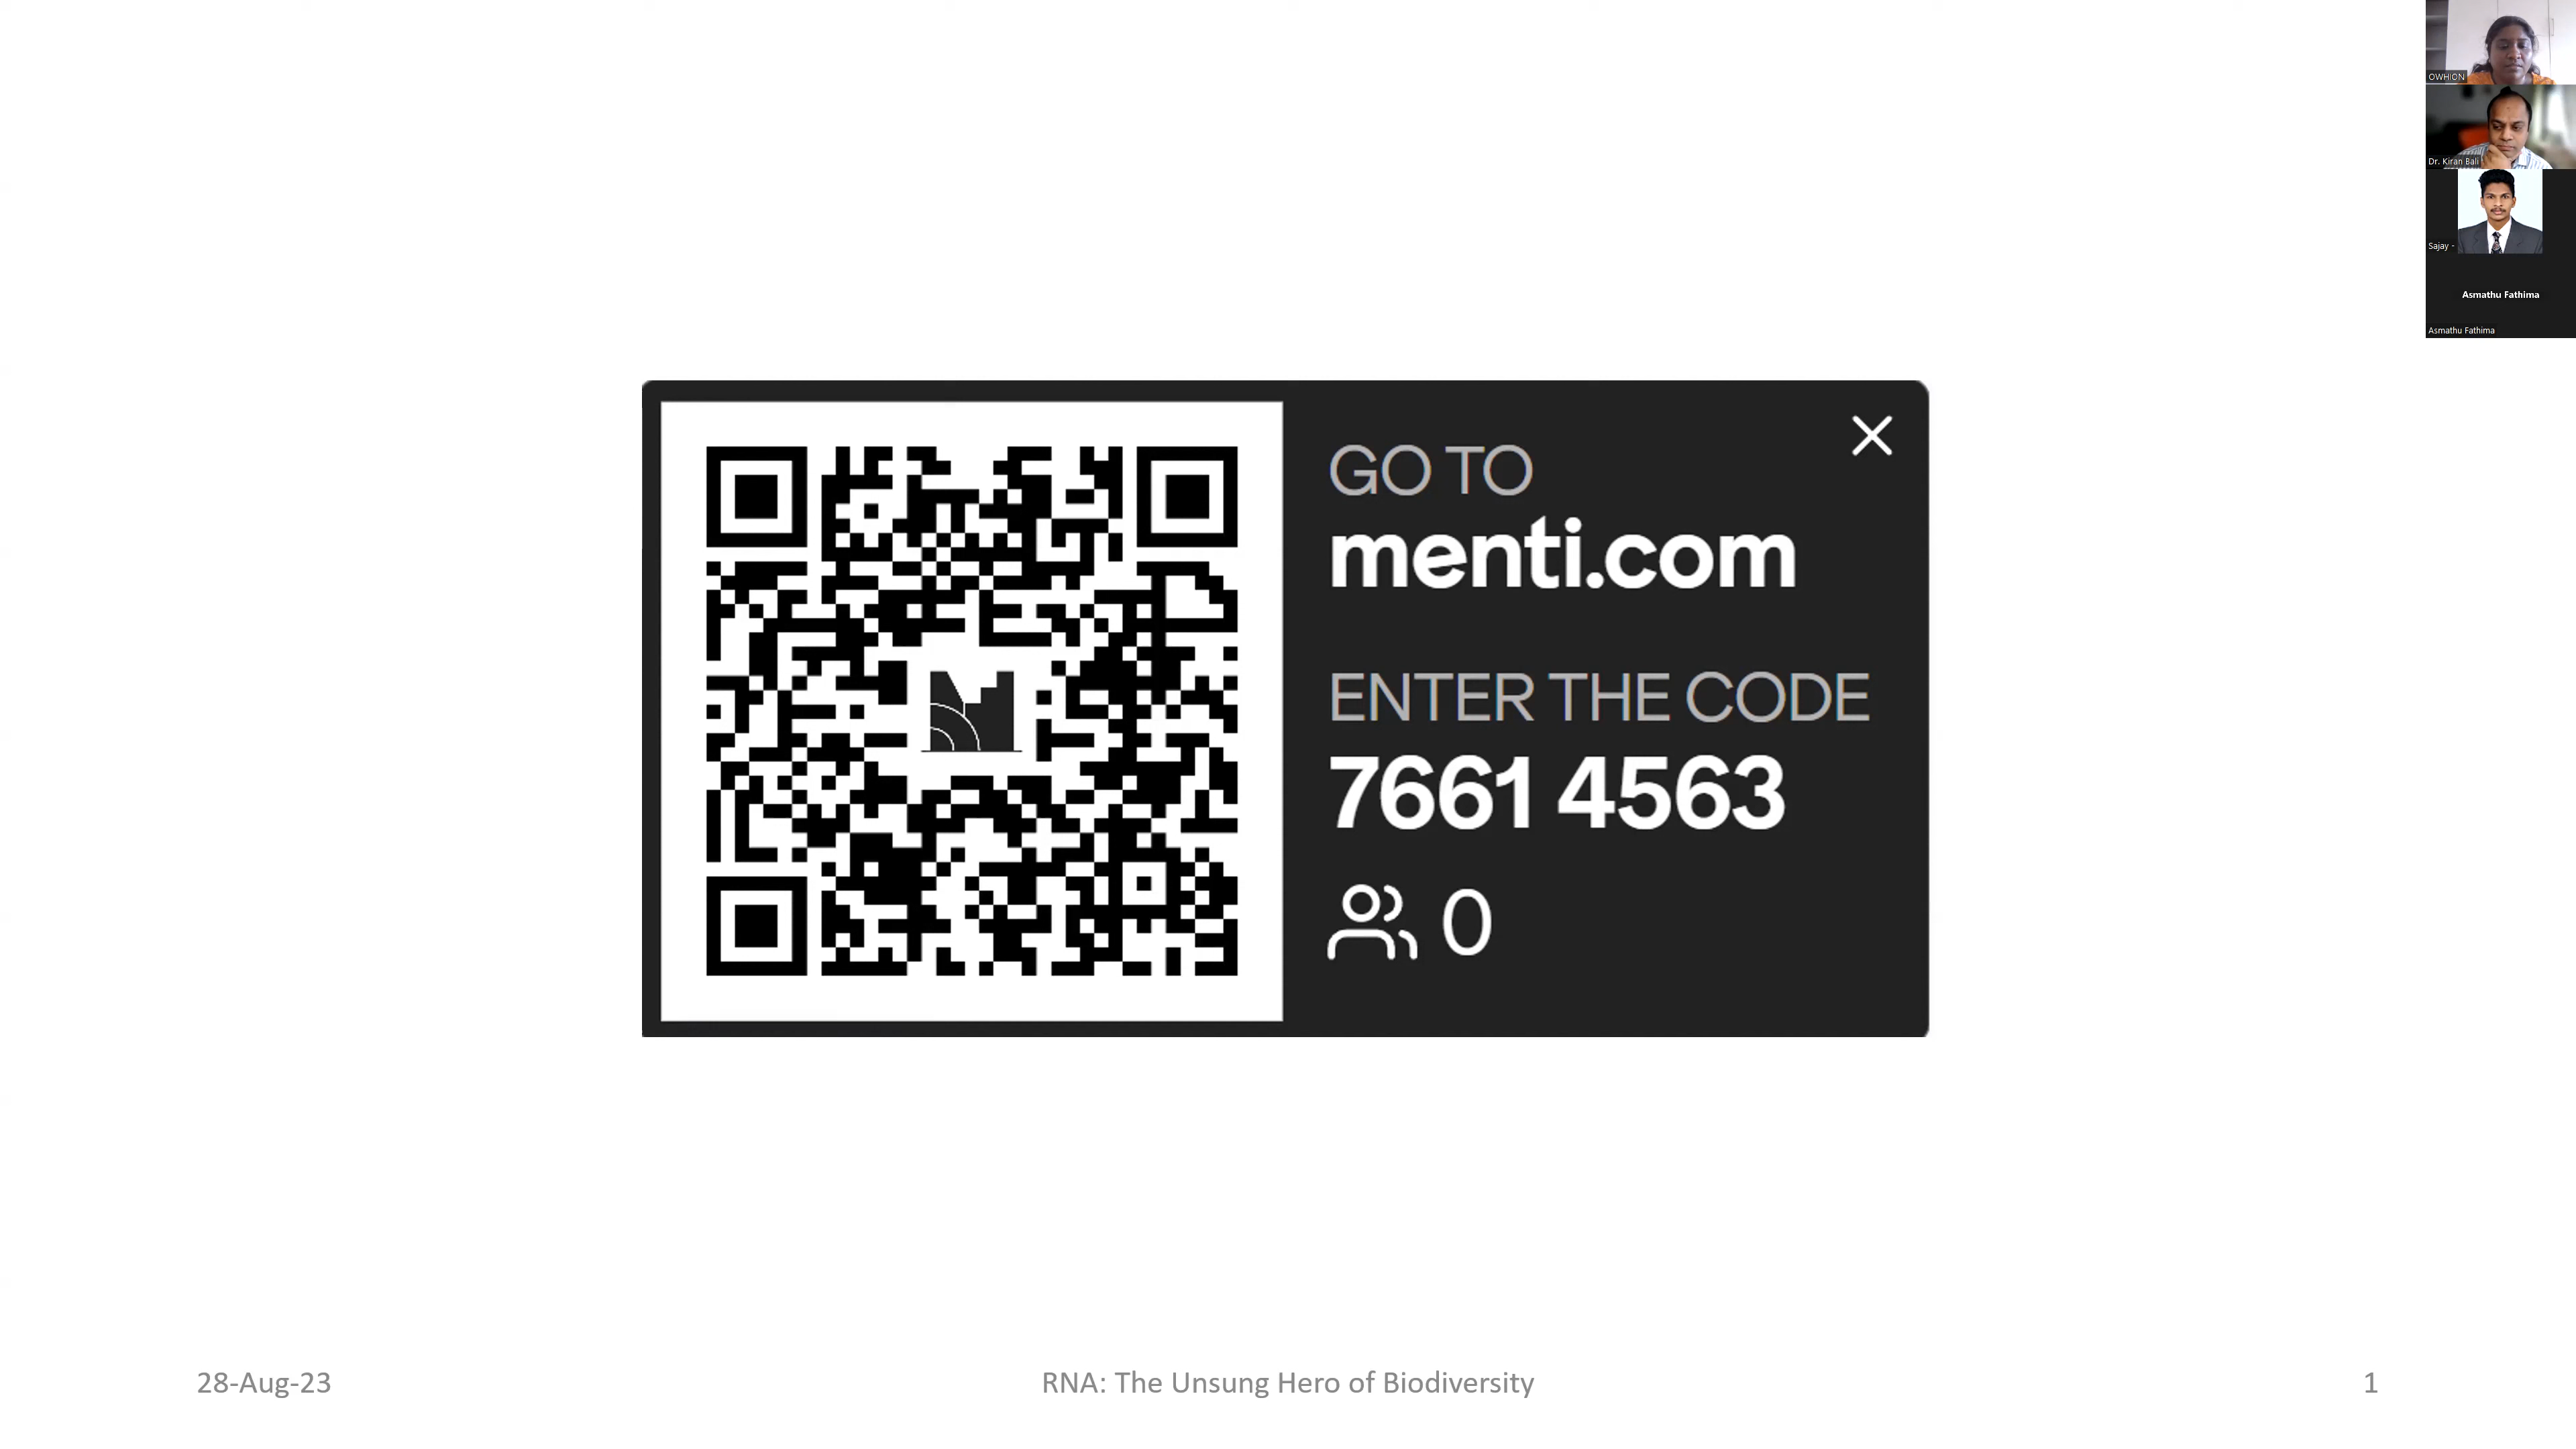 OWHION
Dr. Kiran Bali
Sajay -
Asmathu Fathima
Asmathu Fathima
GO TO
menti.com
ENTER THE CODE
7661 4563
0
28-Aug-23
RNA: The Unsung Hero of Biodiversity
1